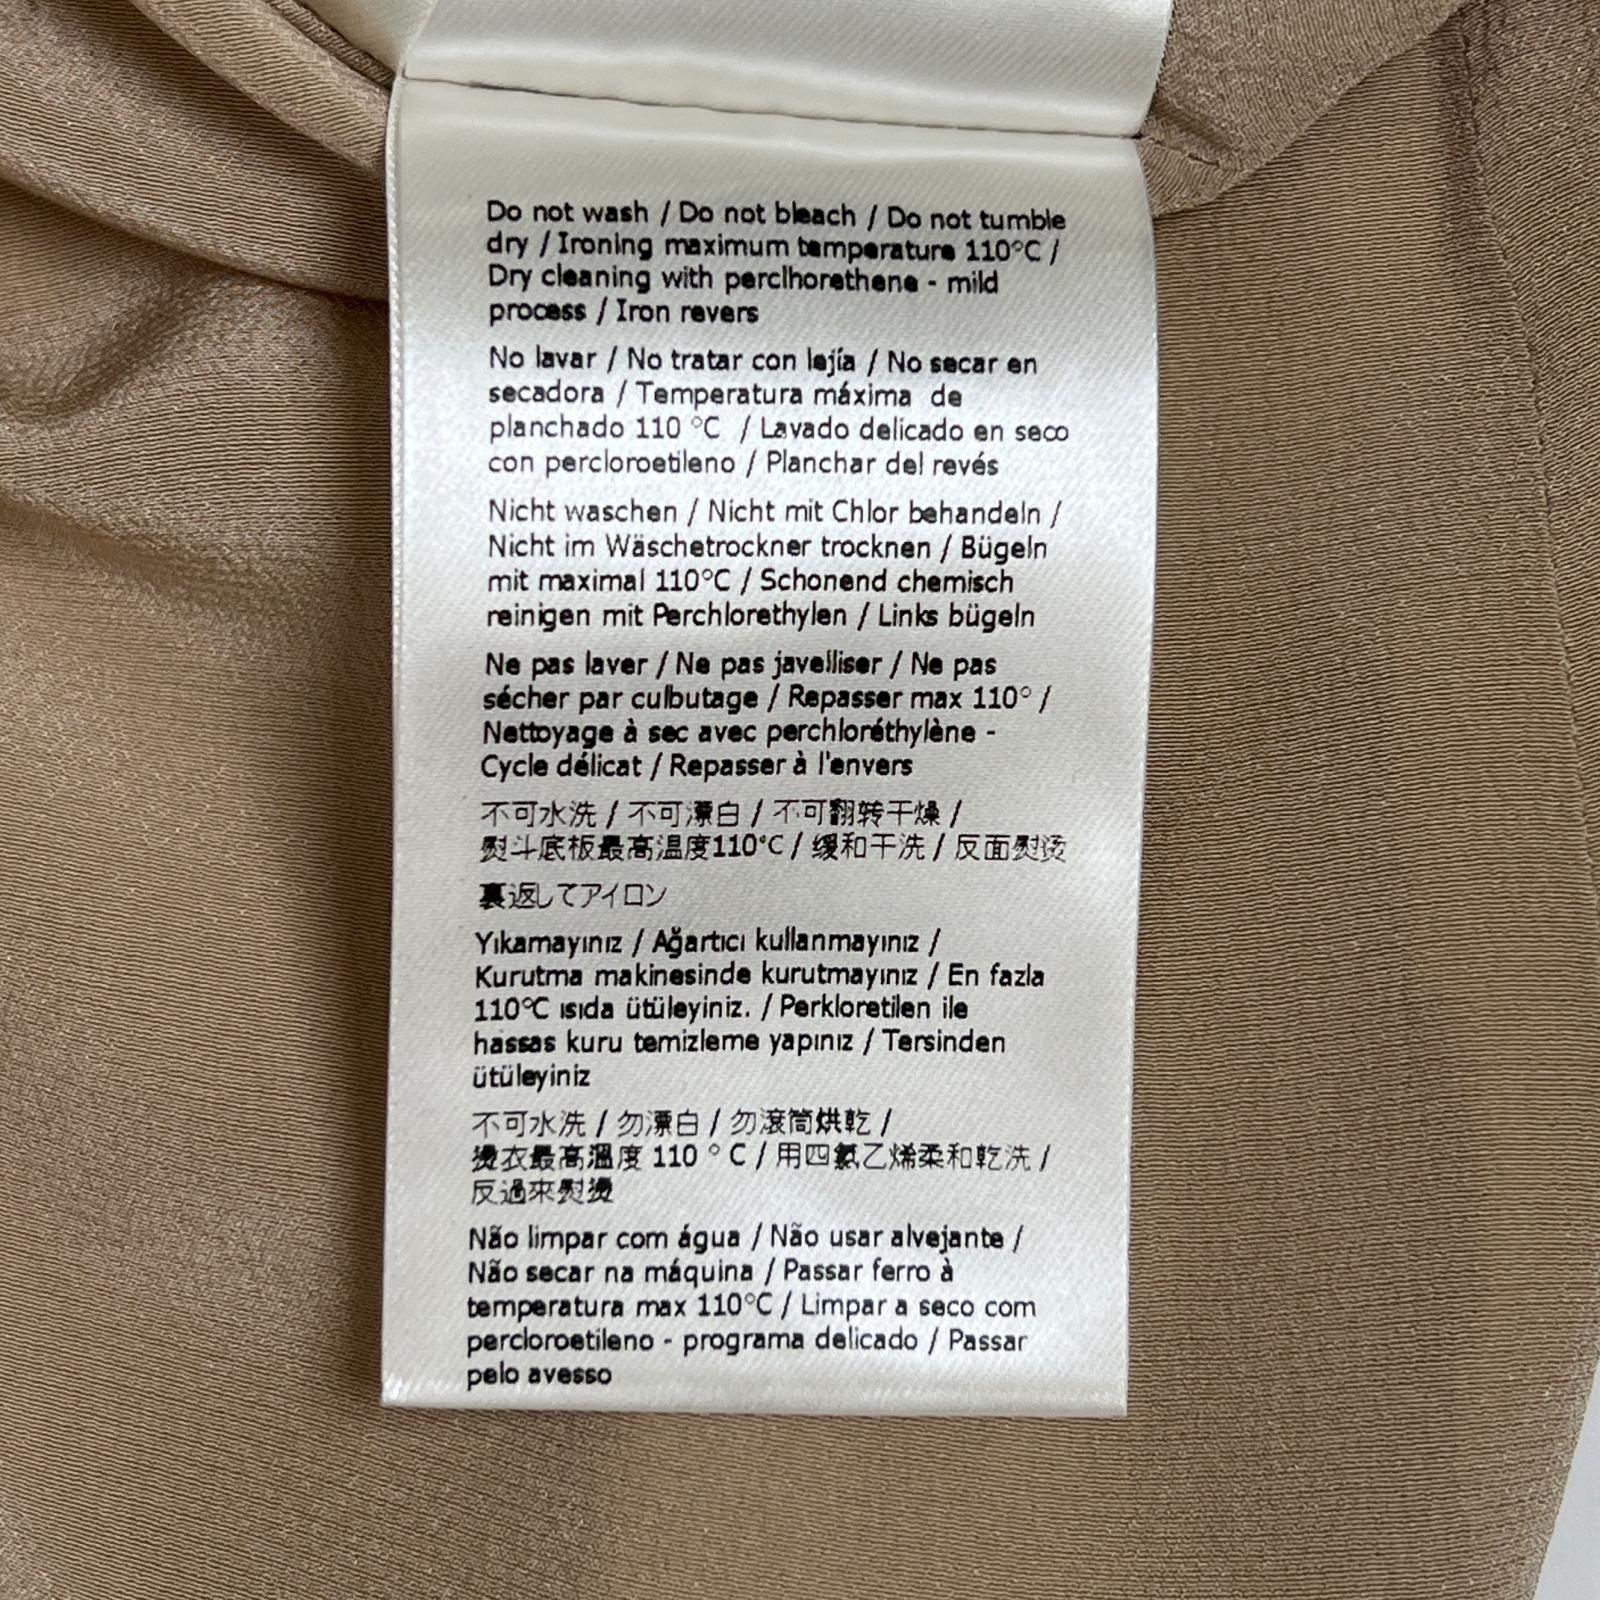 Do not wash / Do not bleach / Do not tumble
dry / Ironing maximum temperature 110°C /
Dry cleaning with perclhorethene - mild
process / Iron revers
No lavar / No tratar con lejía / No secar en
secadora / Temperatura máxima de
planchado 110 °C / Lavado delicado en seco
con percloroetileno / Planchar del revés
Nicht waschen / Nicht mit Chlor behandeln /
Nicht im Wäschetrockner trocknen / Bügeln
mit maximal 110°C / Schonend chemisch
reinigen mit Perchlorethylen / Links bügeln
Ne pas laver / Ne pas javelliser / Ne pas
sécher par culbutage / Repasser max 110° /
Nettoyage à sec avec perchloréthylène -
Cycle délicat / Repasser à l'envers
不可水洗 / 不可漂白 / 不可翻转干燥 /
熨斗底板最高温度110°C / 缓和干洗 / 反面熨烫
裏返してアイロン
Yıkamayınız / Ağartıcı kullanmayınız /
Kurutma makinesinde kurutmayınız / En fazla
110°C ısıda ütüleyiniz. / Perkloretilen ile
hassas kuru temizleme yapınız / Tersinden
ütüleyiniz
不可水洗 / 勿漂白 / 勿滾筒烘乾 /
燙衣最高溫度 110 ° C / 用四氯乙烯柔和乾洗 /
反過來熨燙
Não limpar com água / Não usar alvejante /
Não secar na máquina / Passar ferro à
temperatura max 110°C / Limpar a seco com
percloroetileno - programa delicado / Passar
pelo avesso